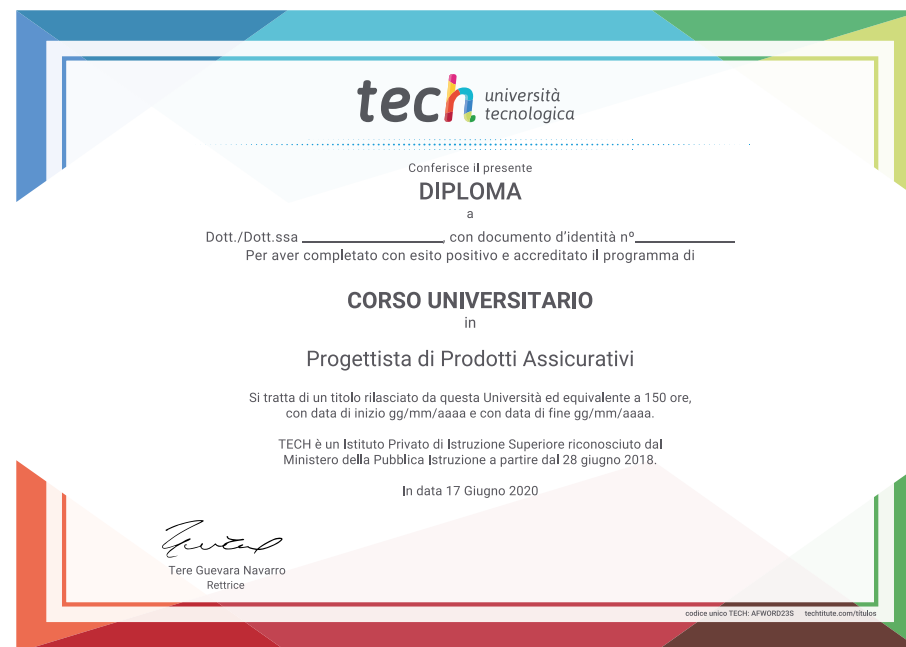 tech università
tecnologica
Conferisce il presente
DIPLOMA
a
Dott./Dott.ssa ________________, con documento d'identità nº____________
Per aver completato con esito positivo e accreditato il programma di
CORSO UNIVERSITARIO
in
Progettista di Prodotti Assicurativi
Si tratta di un titolo rilasciato da questa Università ed equivalente a 150 ore,
con data di inizio gg/mm/aaaa e con data di fine gg/mm/aaaa.
TECH è un Istituto Privato di Istruzione Superiore riconosciuto dal
Ministero della Pubblica Istruzione a partire dal 28 giugno 2018.
In data 17 Giugno 2020
Tere Guevara Navarro
Rettrice
codice unico TECH: AFWORD23S techtitute.com/titulos